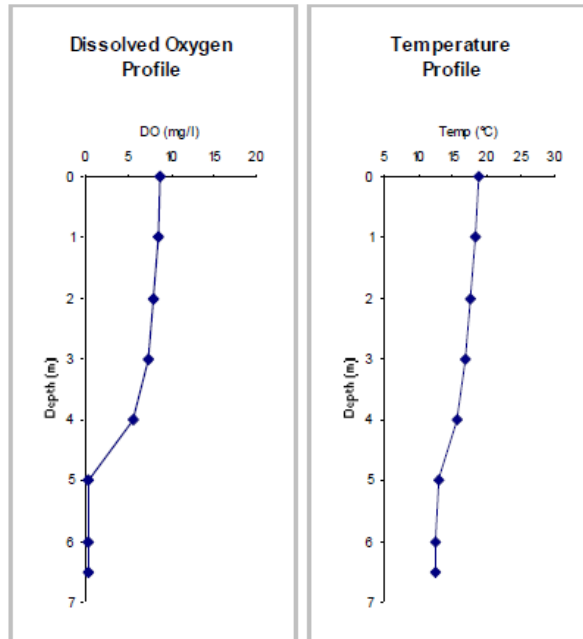 Dissolved Oxygen
Profile
DO (mg/l)
0 5 10 15 20
0
1
2
3
4
5
6
7
Depth (m)
Temperature
Profile
Temp (°C)
5 10 15 20 25 30
0
1
2
3
4
5
6
7
Depth (m)